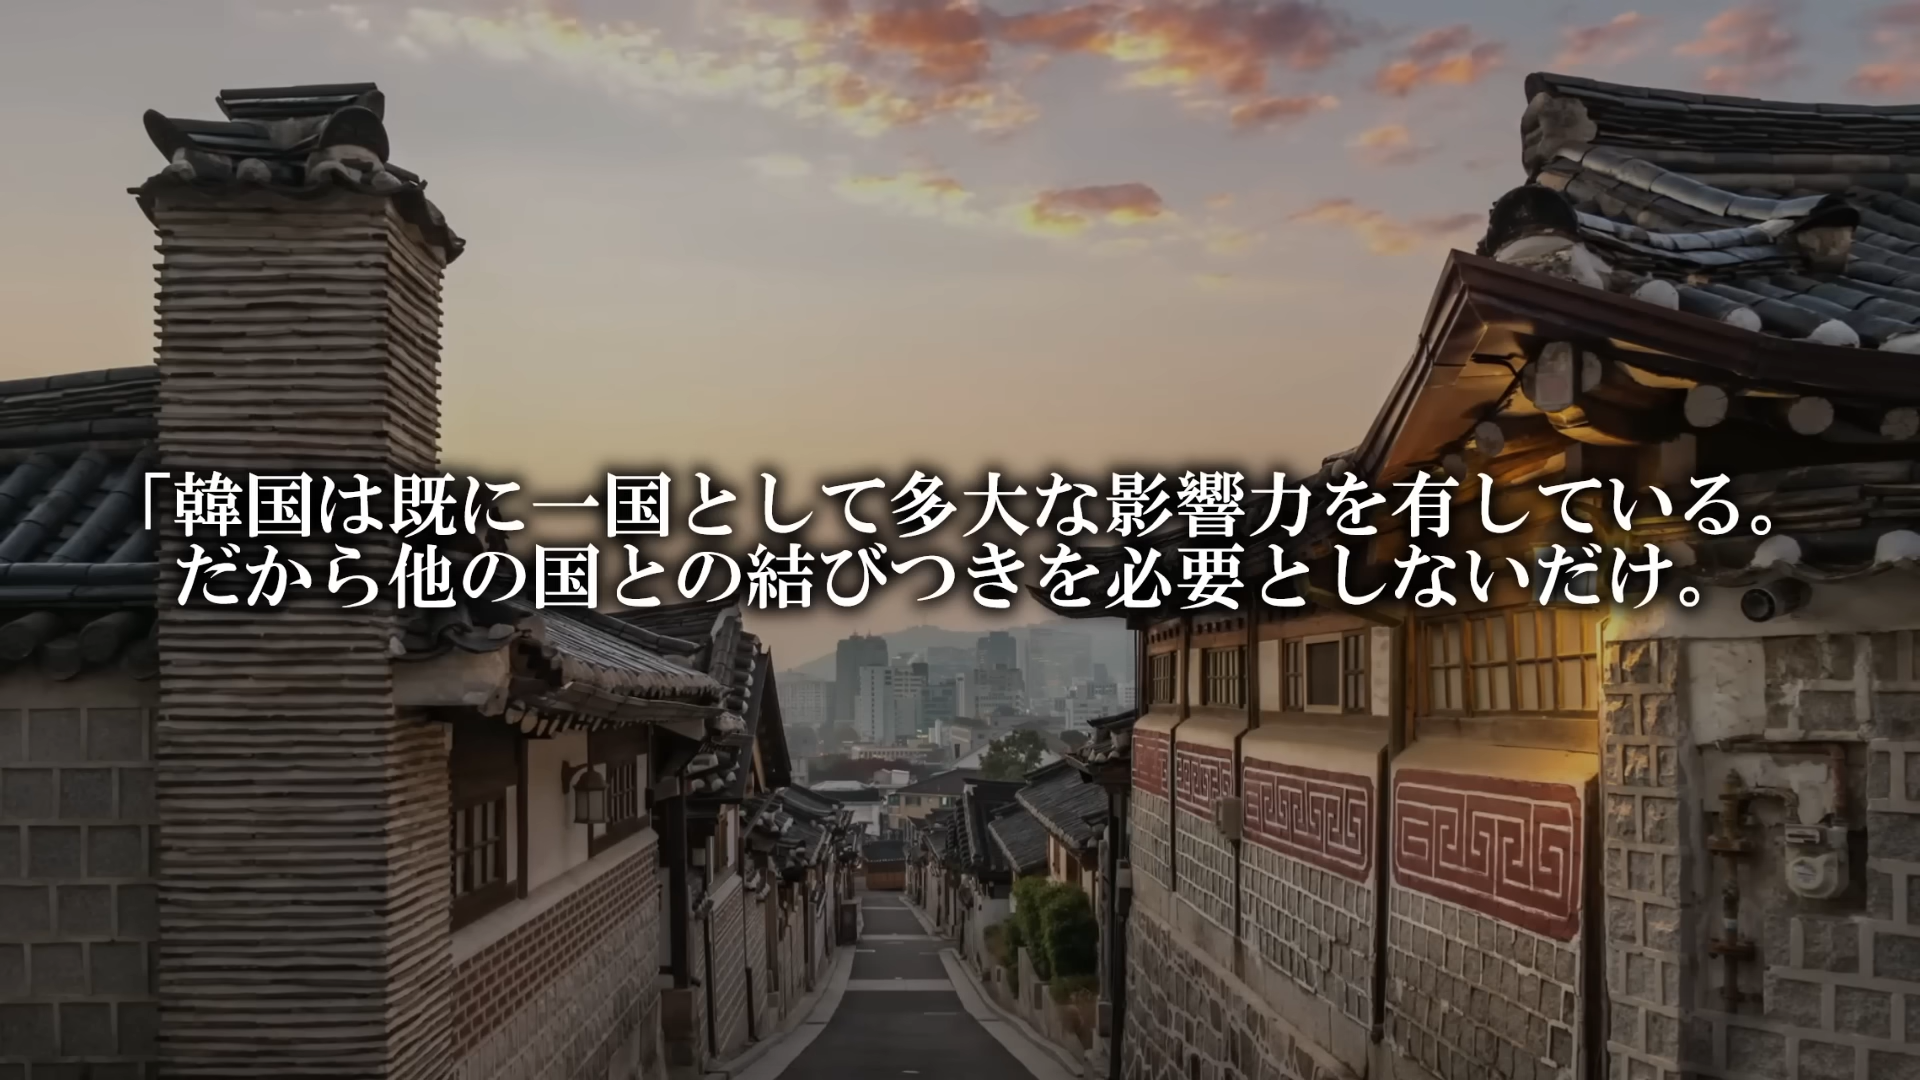 「韓国は既に一国として多大な影響力を有している。
だから他の国との結びつきを必要としないだけ。